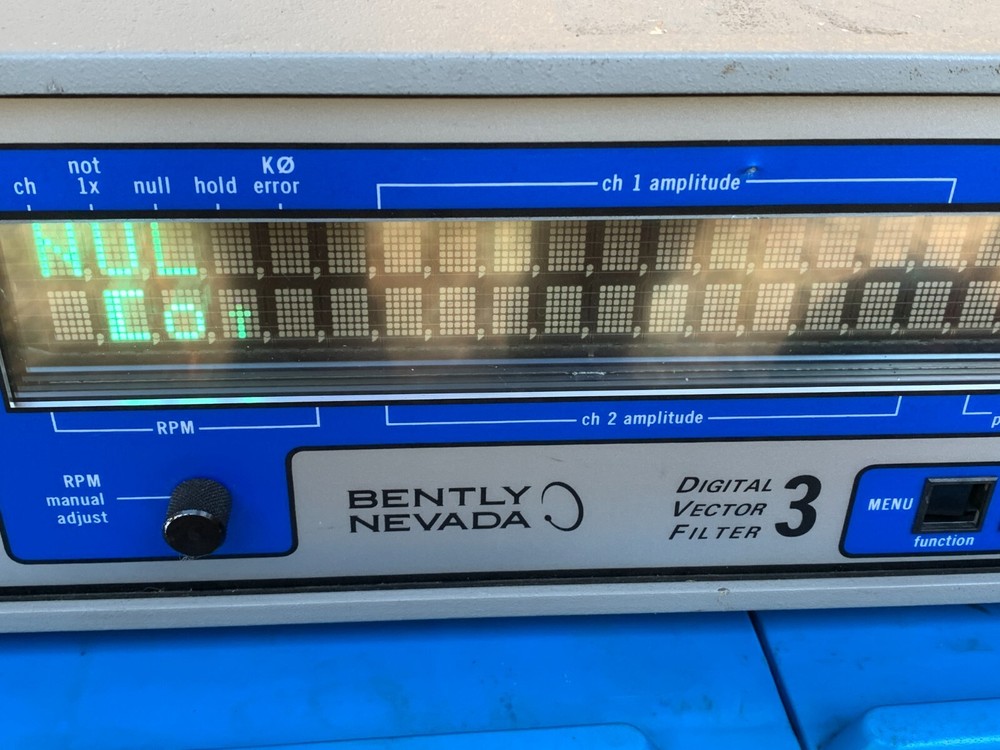 ch
not
1x
null
hold
KØ
error
ch 1 amplitude
NUL
RPM
ch 2 amplitude
RPM
manual
adjust
BENTLY
NEVADA
DIGITAL
VECTOR
FILTER
3
MENU
function